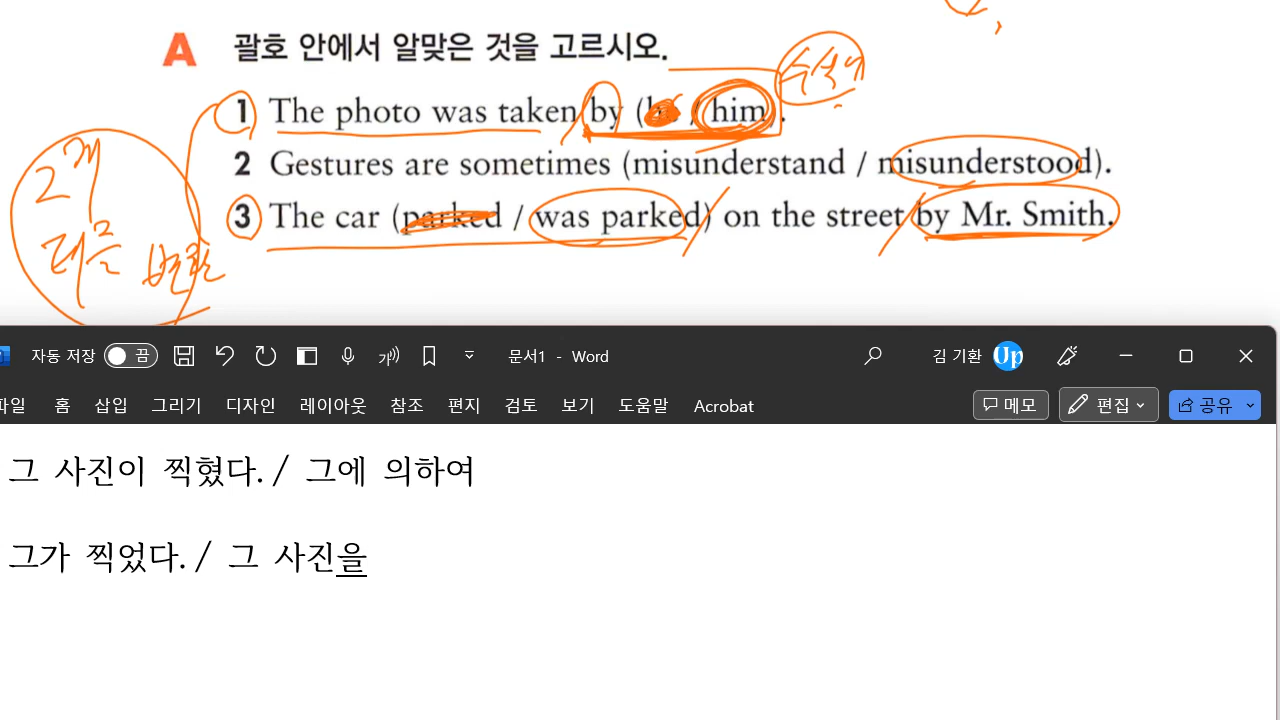 A 괄호 안에서 알맞은 것을 고르시오.
수식어
1 The photo was taken by (he / him).
2 Gestures are sometimes (misunderstand / misunderstood).
3 The car (parked / was parked) on the street by Mr. Smith.
2개
자동 저장 끔 가)) 문서1 - Word 김 기환 Up
파일 홈 삽입 그리기 디자인 레이아웃 참조 편지 검토 보기 도움말 Acrobat 메모 편집 공유
그 사진이 찍혔다. / 그에 의하여
그가 찍었다. / 그 사진을